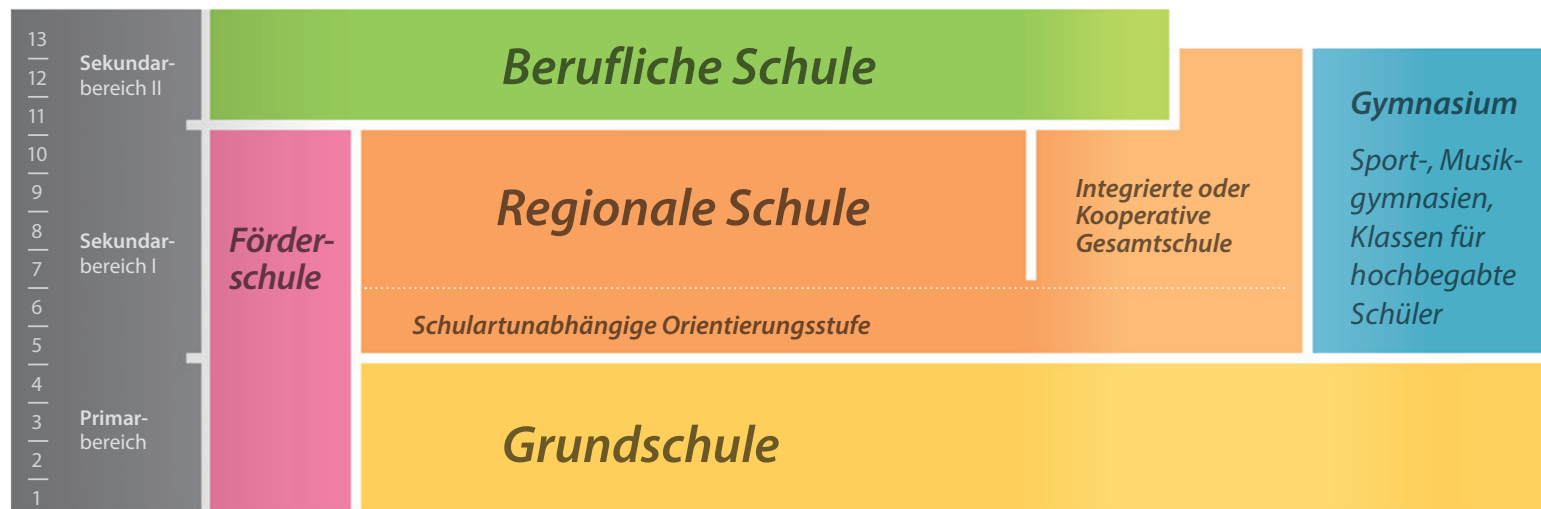 13
12
11
10
9
8
7
6
5
4
3
2
1
Sekundar-
bereich II
Sekundar-
bereich I
Primar-
bereich
Berufliche Schule
Förder-
schule
Regionale Schule
Schulartunabhängige Orientierungsstufe
Integrierte oder
Kooperative
Gesamtschule
Gymnasium
Sport-, Musik-
gymnasien,
Klassen für
hochbegabte
Schüler
Grundschule